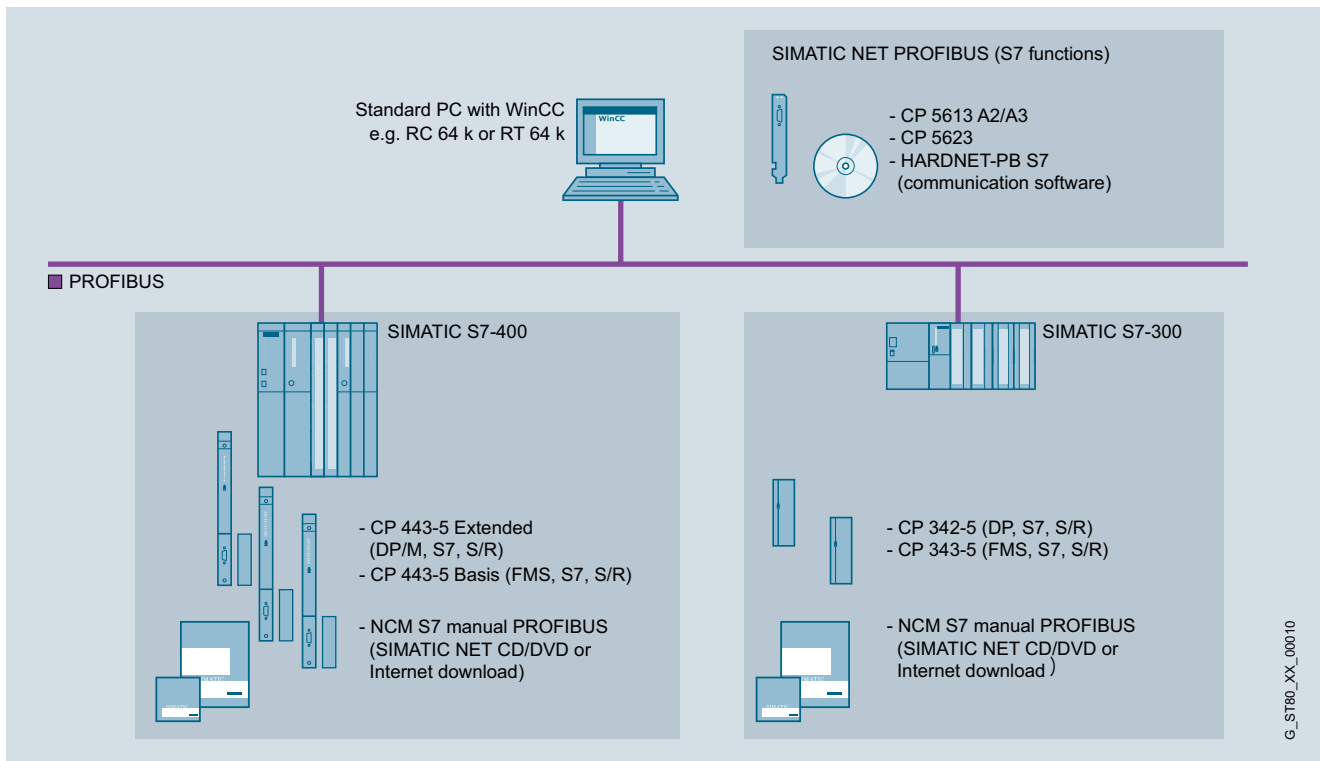 SIMATIC NET PROFIBUS (S7 functions)
Standard PC with WinCC
e.g. RC 64 k or RT 64 k
WinCC
- CP 5613 A2/A3
- CP 5623
- HARDNET-PB S7
(communication software)
PROFIBUS
SIMATIC S7-400
- CP 443-5 Extended
(DP/M, S7, S/R)
- CP 443-5 Basis (FMS, S7, S/R)
- NCM S7 manual PROFIBUS
(SIMATIC NET CD/DVD or
Internet download)
SIMATIC
SIMATIC
SIMATIC S7-300
- CP 342-5 (DP, S7, S/R)
- CP 343-5 (FMS, S7, S/R)
- NCM S7 manual PROFIBUS
(SIMATIC NET CD/DVD or
Internet download )
SIMATIC
SIMATIC
G_ST80_XX_00010